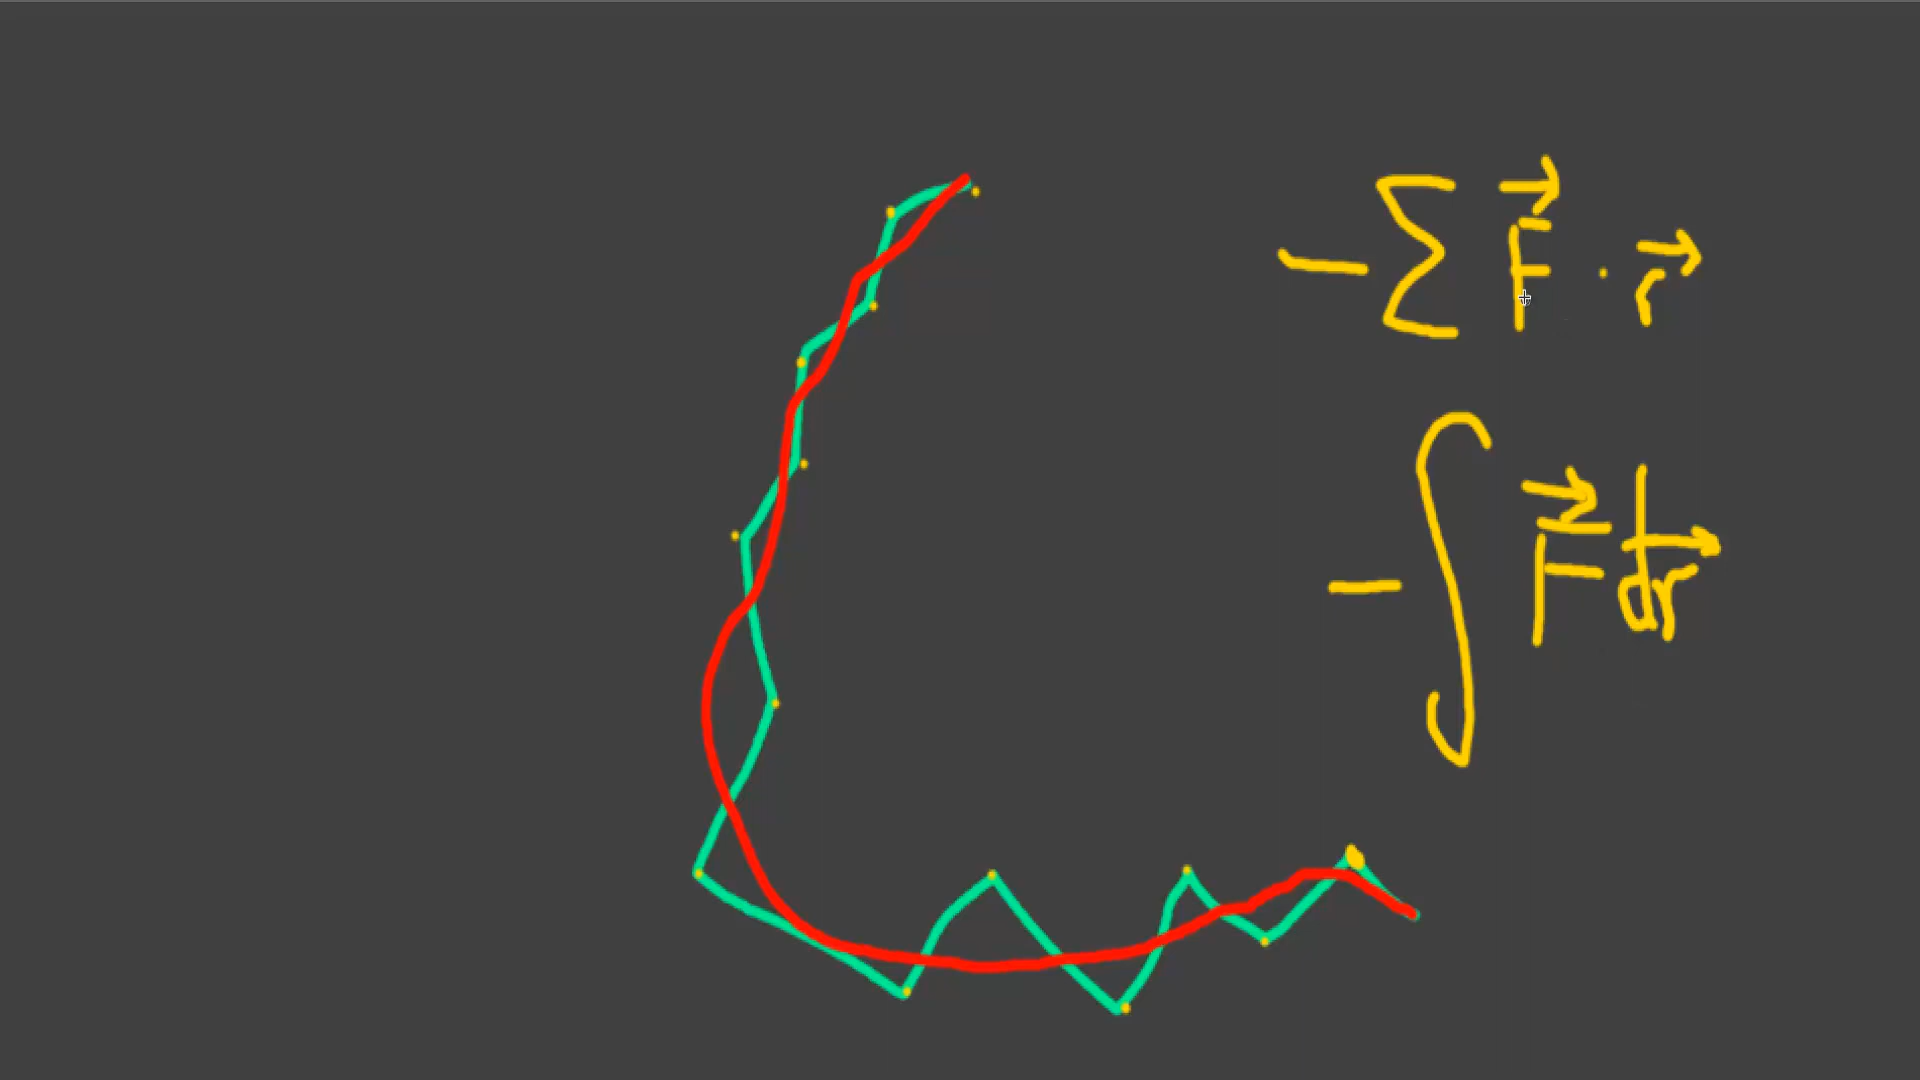 -∑ F⃗ · r⃗
-∫ F⃗ dr⃗